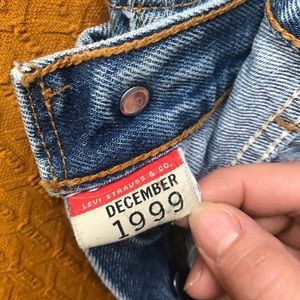 LEVI STRAUSS & CO.
DECEMBER
1999